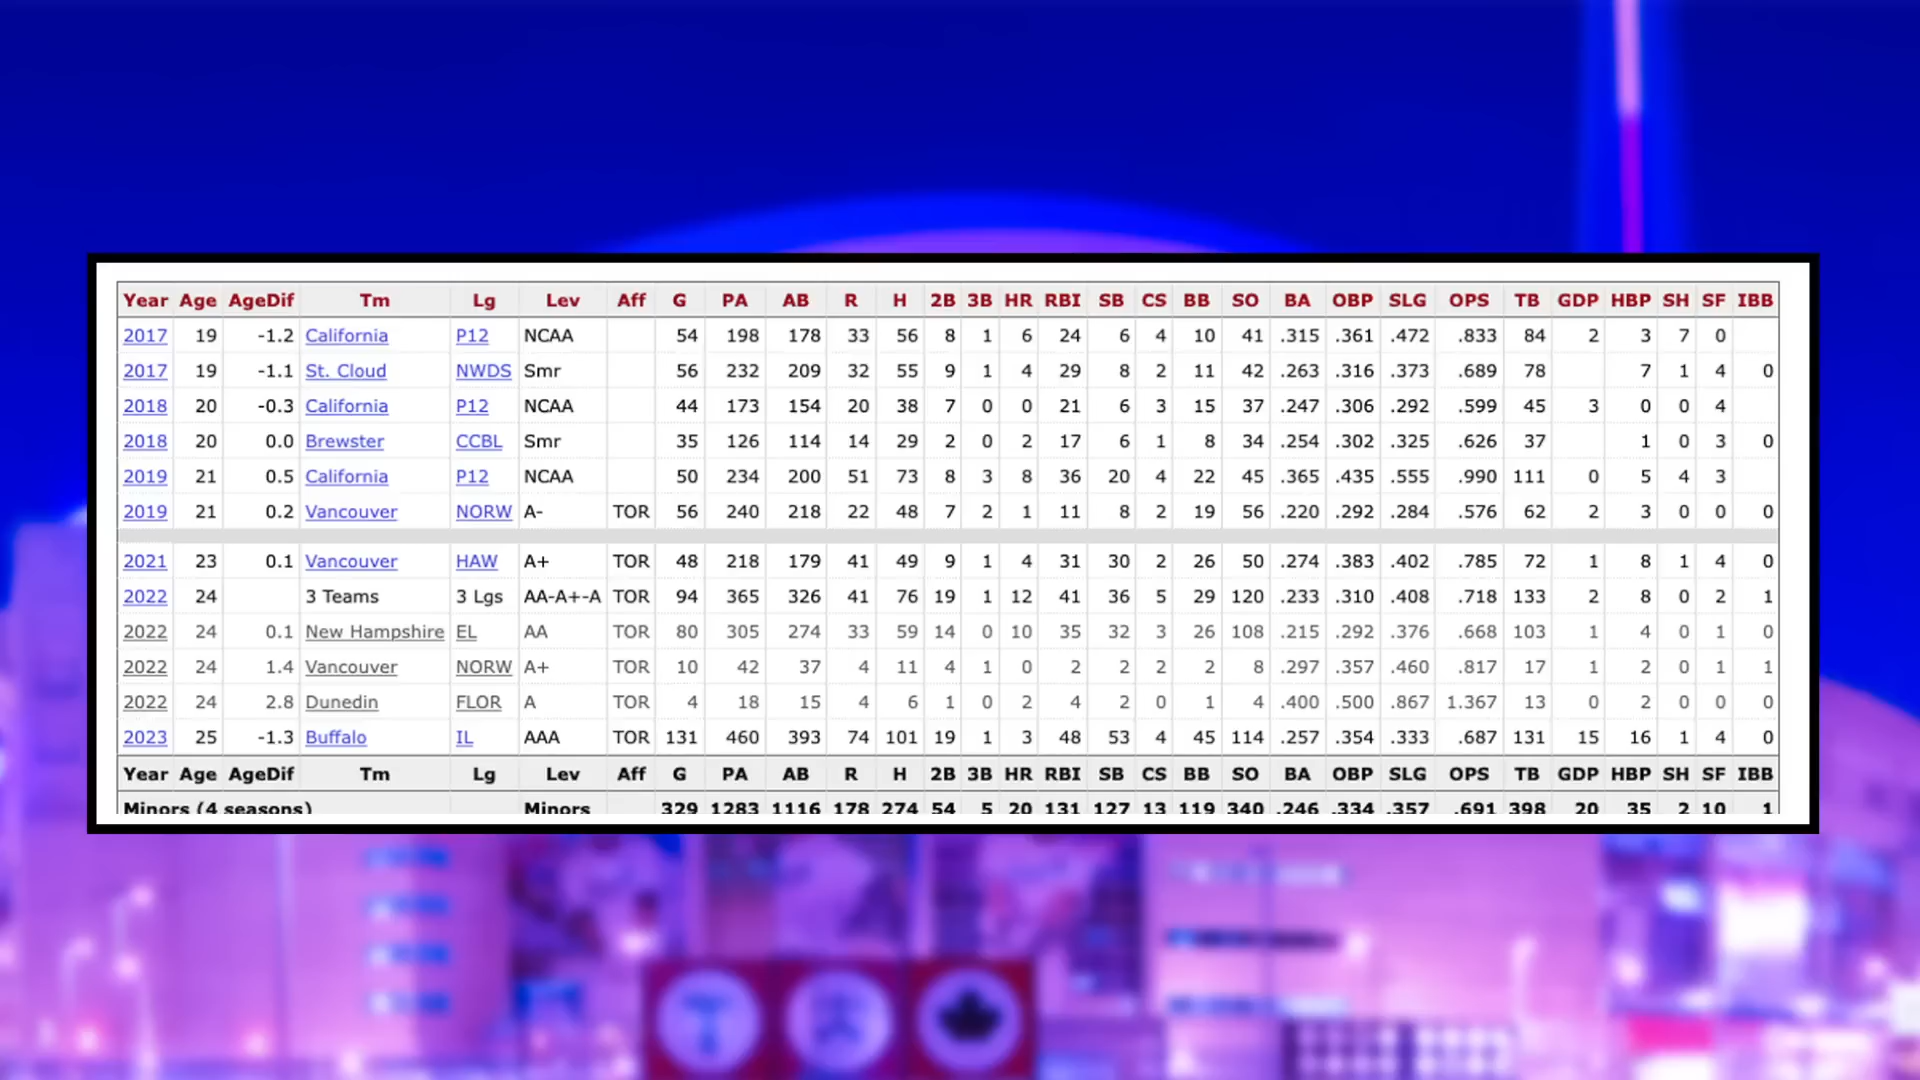 Year Age AgeDif Tm Lg Lev Aff G PA AB R H 2B 3B HR RBI SB CS BB SO BA OBP SLG OPS TB GDP HBP SH SF IBB
2017 19 -1.2 California P12 NCAA 54 198 178 33 56 8 1 6 24 6 4 10 41 .315 .361 .472 .833 84 2 3 7 0
2017 19 -1.1 St. Cloud NWDS Smr 56 232 209 32 55 9 1 4 29 8 2 11 42 .263 .316 .373 .689 78 7 1 4 0
2018 20 -0.3 California P12 NCAA 44 173 154 20 38 7 0 0 21 6 3 15 37 .247 .306 .292 .599 45 3 0 0 4
2018 20 0.0 Brewster CCBL Smr 35 126 114 14 29 2 0 2 17 6 1 8 34 .254 .302 .325 .626 37 1 0 3 0
2019 21 0.5 California P12 NCAA 50 234 200 51 73 8 3 8 36 20 4 22 45 .365 .435 .555 .990 111 0 5 4 3
2019 21 0.2 Vancouver NORW A- TOR 56 240 218 22 48 7 2 1 11 8 2 19 56 .220 .292 .284 .576 62 2 3 0 0 0
2021 23 0.1 Vancouver HAW A+ TOR 48 218 179 41 49 9 1 4 31 30 2 26 50 .274 .383 .402 .785 72 1 8 1 4 0
2022 24 3 Teams 3 Lgs AA-A+-A TOR 94 365 326 41 76 19 1 12 41 36 5 29 120 .233 .310 .408 .718 133 2 8 0 2 1
2022 24 0.1 New Hampshire EL AA TOR 80 305 274 33 59 14 0 10 35 32 3 26 108 .215 .292 .376 .668 103 1 4 0 1 0
2022 24 1.4 Vancouver NORW A+ TOR 10 42 37 4 11 4 1 0 2 2 2 2 8 .297 .357 .460 .817 17 1 2 0 1 1
2022 24 2.8 Dunedin FLOR A TOR 4 18 15 4 6 1 0 2 4 2 0 1 4 .400 .500 .867 1.367 13 0 2 0 0 0
2023 25 -1.3 Buffalo IL AAA TOR 131 460 393 74 101 19 1 3 48 53 4 45 114 .257 .354 .333 .687 131 15 16 1 4 0
Year Age AgeDif Tm Lg Lev Aff G PA AB R H 2B 3B HR RBI SB CS BB SO BA OBP SLG OPS TB GDP HBP SH SF IBB
Minors (4 seasons) Minors 329 1283 1116 178 274 54 5 20 131 127 13 119 340 .246 .334 .357 .691 398 20 35 2 10 1